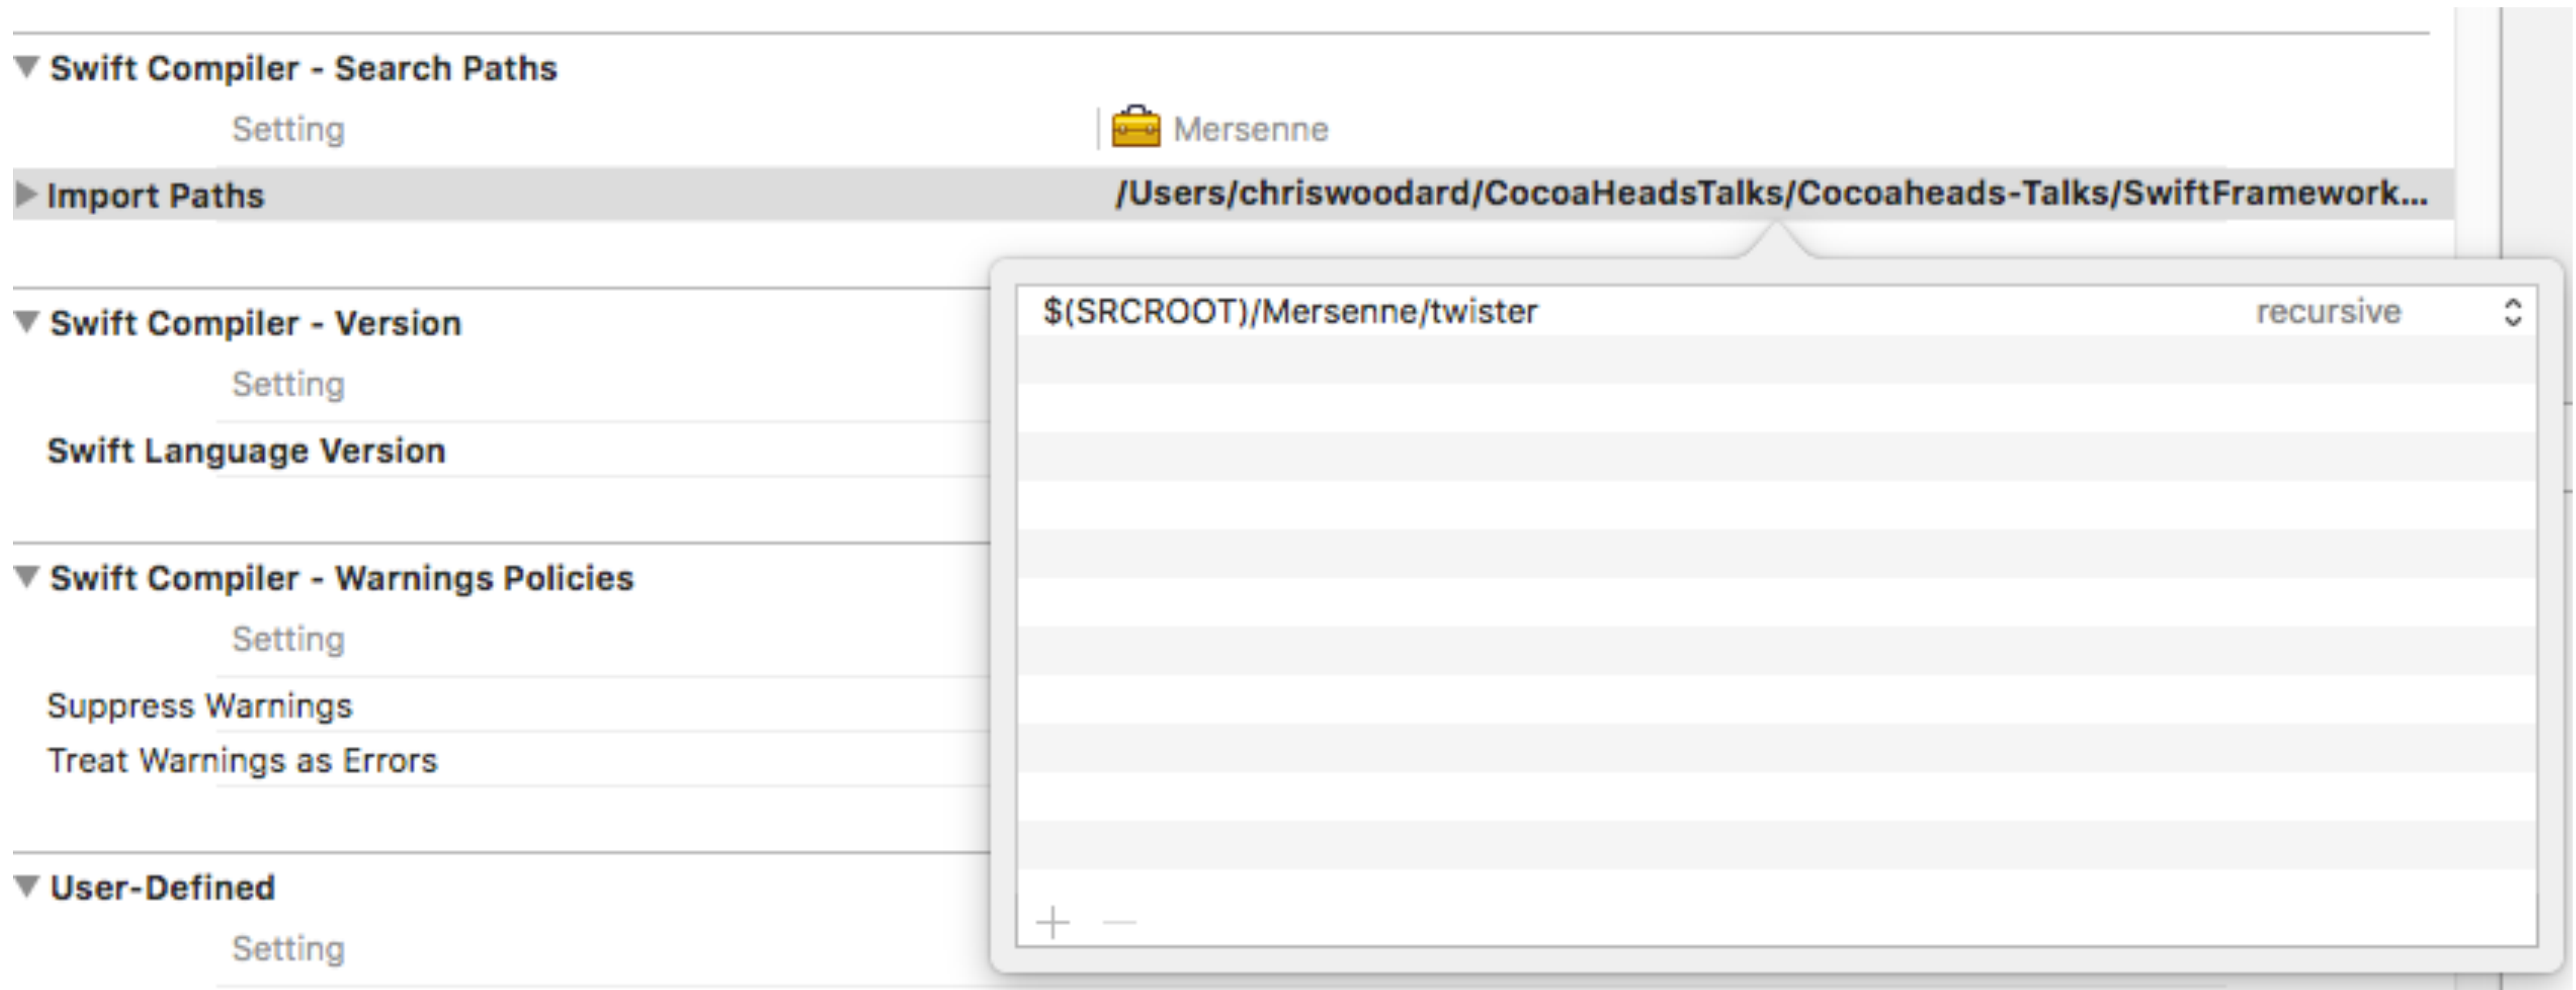 Swift Compiler - Search Paths
Setting Mersenne
Import Paths /Users/chriswoodard/CocoaHeadsTalks/Cocoaheads-Talks/SwiftFramework...
$(SRCROOT)/Mersenne/twister recursive
Swift Compiler - Version
Setting
Swift Language Version
Swift Compiler - Warnings Policies
Setting
Suppress Warnings
Treat Warnings as Errors
User-Defined
Setting